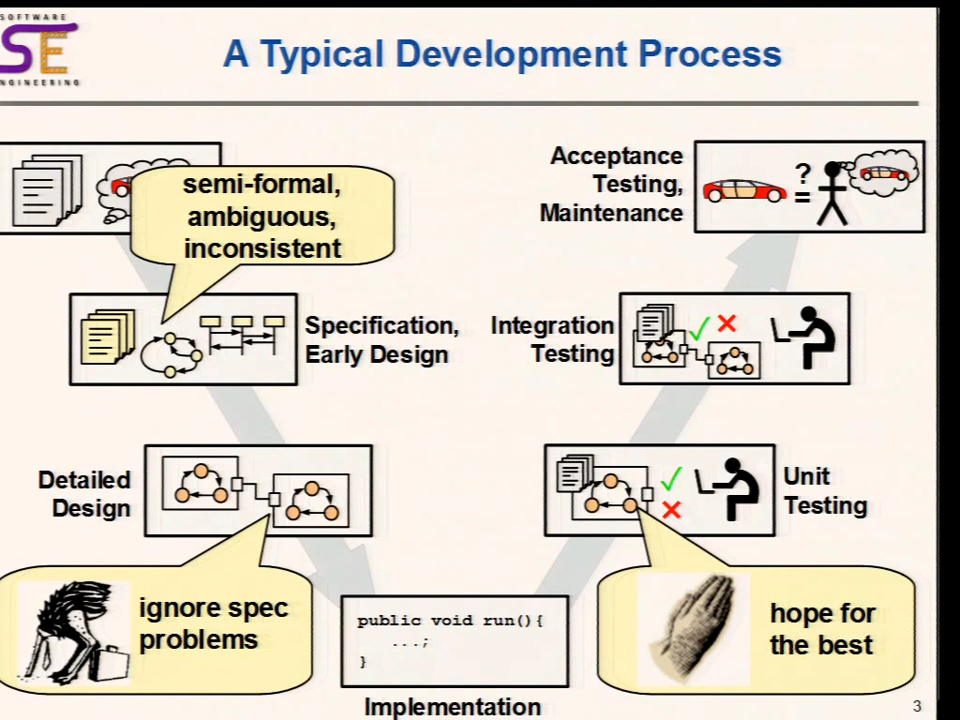 SOFTWARE
SE
ENGINEERING
A Typical Development Process
semi-formal,
ambiguous,
inconsistent
Acceptance
Testing,
Maintenance
?
=
Specification,
Early Design
Integration
Testing
Detailed
Design
Unit
Testing
ignore spec
problems
public void run(){
...;
}
Implementation
hope for
the best
3